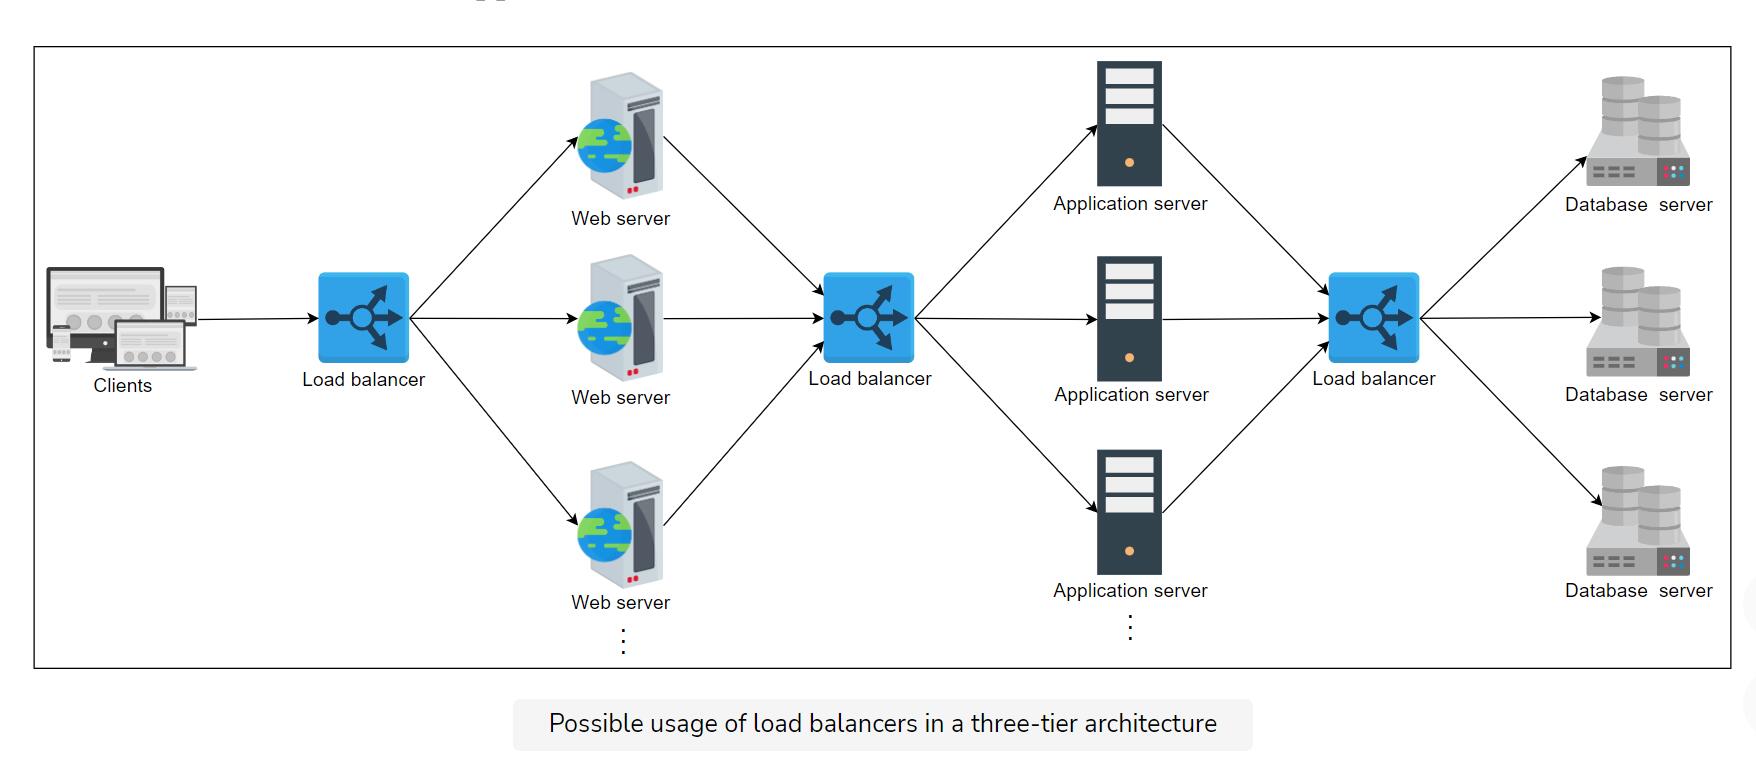 Web server
Application server
Database server
Clients
Load balancer
Web server
Load balancer
Application server
Load balancer
Database server
Web server
Application server
Database server
Possible usage of load balancers in a three-tier architecture